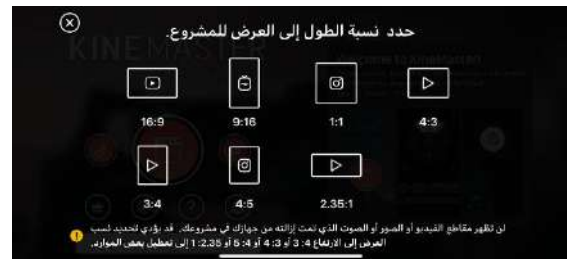 حدد نسبة الطول إلى العرض للمشروع.
KINEMASTER
16:9 9:16 1:1 4:3
3:4 4:5 2.35:1
لن تظهر مقاطع الفيديو أو الصور أو الصوت الذي تمت إزالته من جهازك في مشروعك. قد يؤدي تحديد نسب
العرض إلى الارتفاع 4: 3 أو 3: 4 أو 4: 5 أو 2.35: 1 إلى تعطيل بعض الموارد.